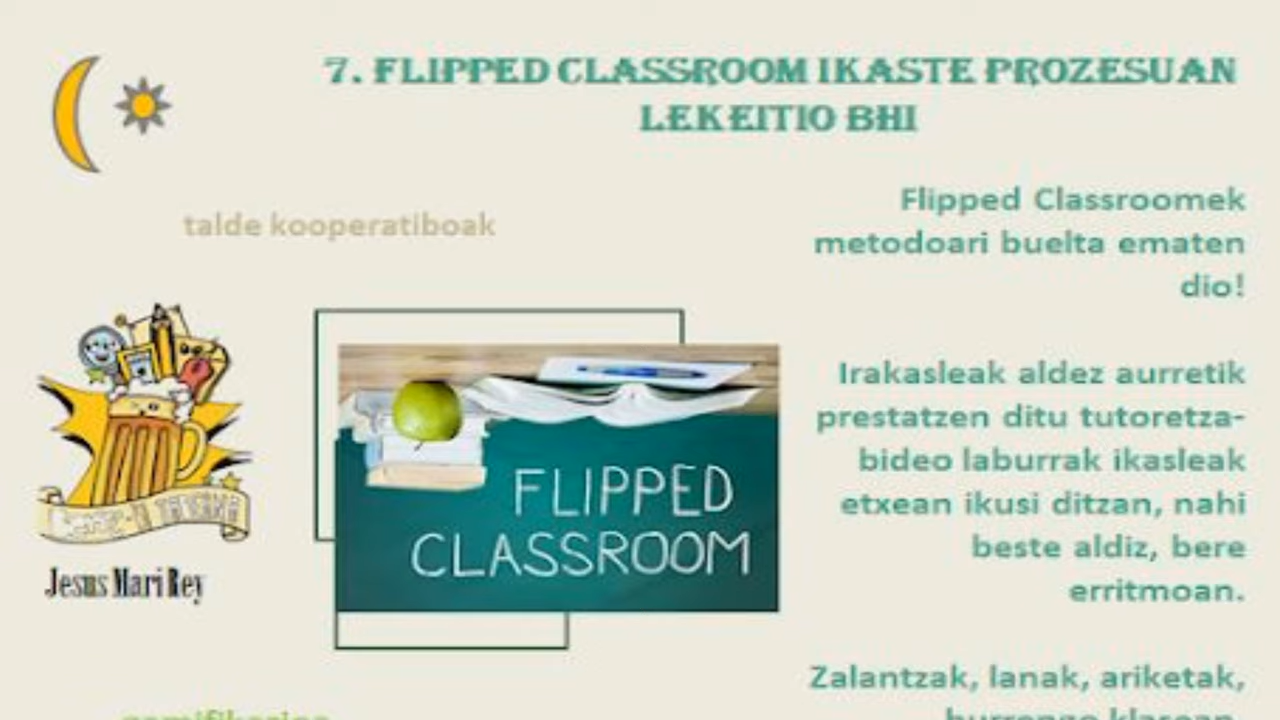 7. FLIPPED CLASSROOM IKASTE PROZESUAN
LEKEITIO BHI
talde kooperatiboak
Flipped Classroomek
metodoari buelta ematen
dio!
FLIPPED
CLASSROOM
Irakasleak aldez aurretik
prestatzen ditu tutoretza-
bideo laburrak ikasleak
etxean ikusi ditzan, nahi
beste aldiz, bere
erritmoan.
Jesus Mari Rey
Zalantzak, lanak, ariketak,